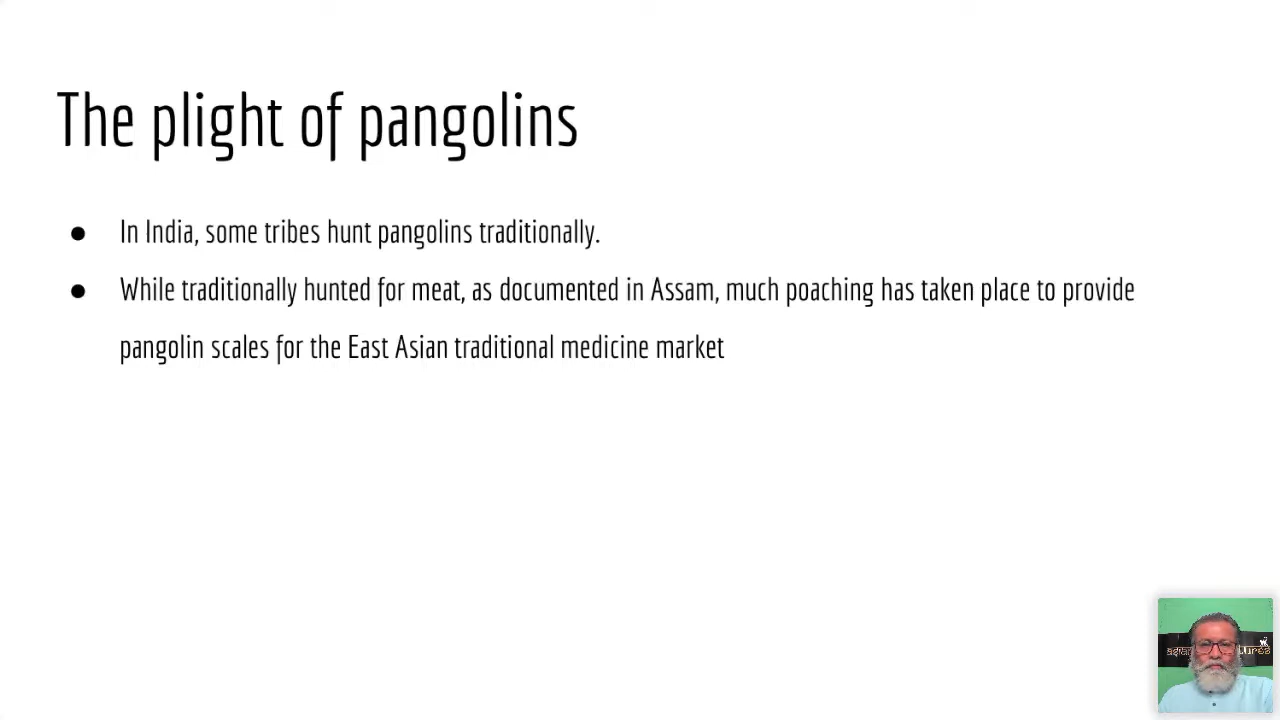 The plight of pangolins
● In India, some tribes hunt pangolins traditionally.
● While traditionally hunted for meat, as documented in Assam, much poaching has taken place to provide
pangolin scales for the East Asian traditional medicine market